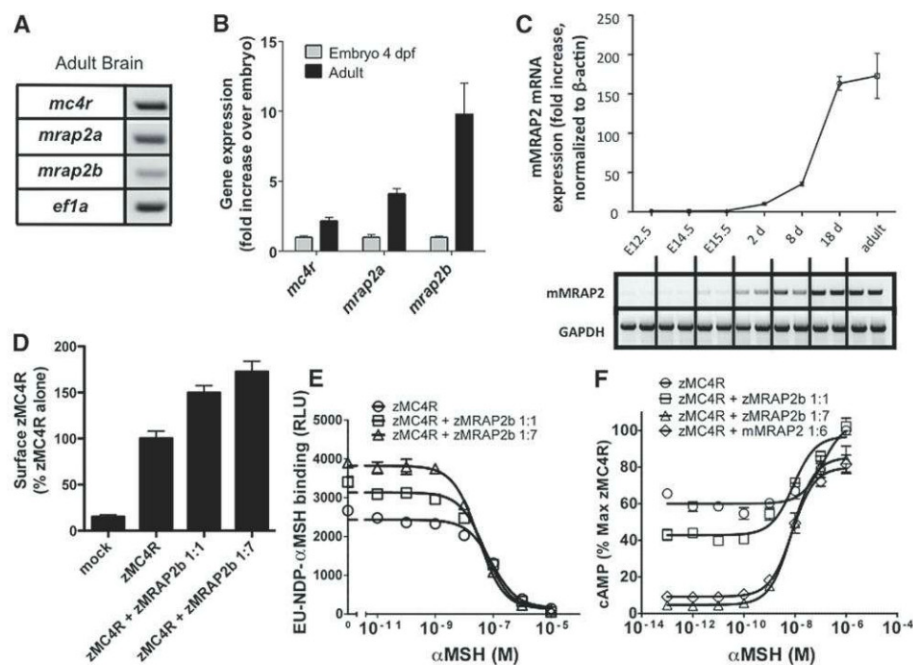 A
Adult Brain
mc4r
mrap2a
mrap2b
ef1a
B
Gene expression
(fold increase over embryo)
15
10
5
0
Embryo 4 dpf
Adult
mc4r
mrap2a
mrap2b
C
mMRAP2 mRNA
expression (fold increase,
normalized to β-actin)
250
200
150
100
50
0
E12.5
E14.5
E15.5
2 d
8 d
18 d
adult
mMRAP2
GAPDH
D
Surface zMC4R
(% zMC4R alone)
200
150
100
50
0
mock
zMC4R
zMC4R + zMRAP2b 1:1
zMC4R + zMRAP2b 1:7
E
zMC4R
zMC4R + zMRAP2b 1:1
zMC4R + zMRAP2b 1:7
EU-NDP-αMSH binding (RLU)
5000
4000
3000
2000
1000
0
0
10⁻¹¹
10⁻⁹
10⁻⁷
10⁻⁵
αMSH (M)
F
zMC4R
zMC4R + zMRAP2b 1:1
zMC4R + zMRAP2b 1:7
zMC4R + mMRAP2 1:6
cAMP (% Max zMC4R)
100
80
60
40
20
0
10⁻¹⁴
10⁻¹²
10⁻¹⁰
10⁻⁸
10⁻⁶
10⁻⁴
αMSH (M)